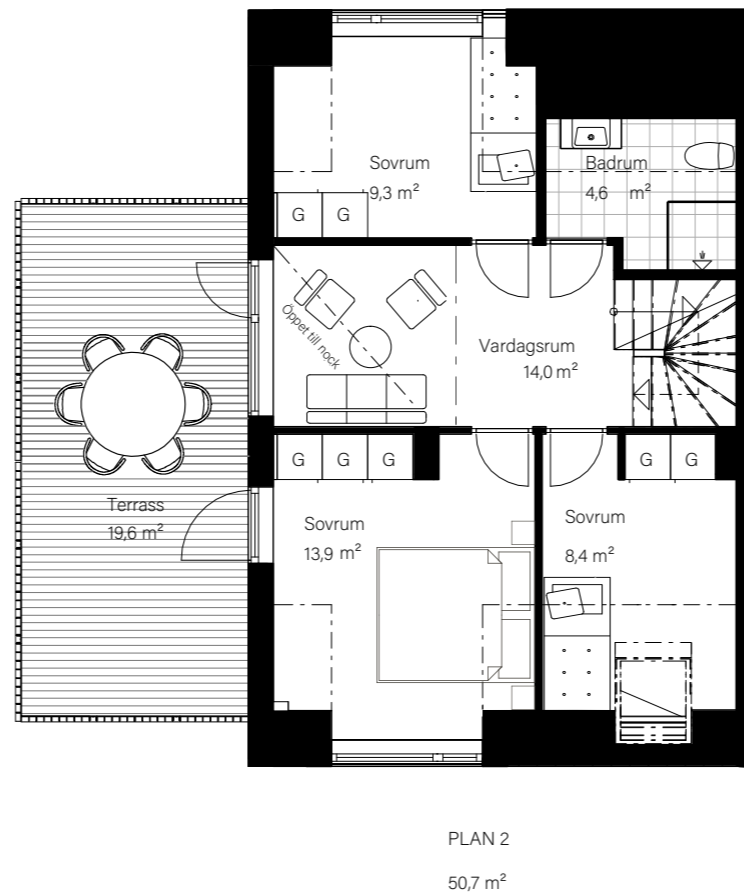 Sovrum
9,3 m²
Badrum
4,6 m²
G G
Öppet till nock
Vardagsrum
14,0 m²
G G G
G G
Terrass
19,6 m²
Sovrum
13,9 m²
Sovrum
8,4 m²
PLAN 2
50,7 m²